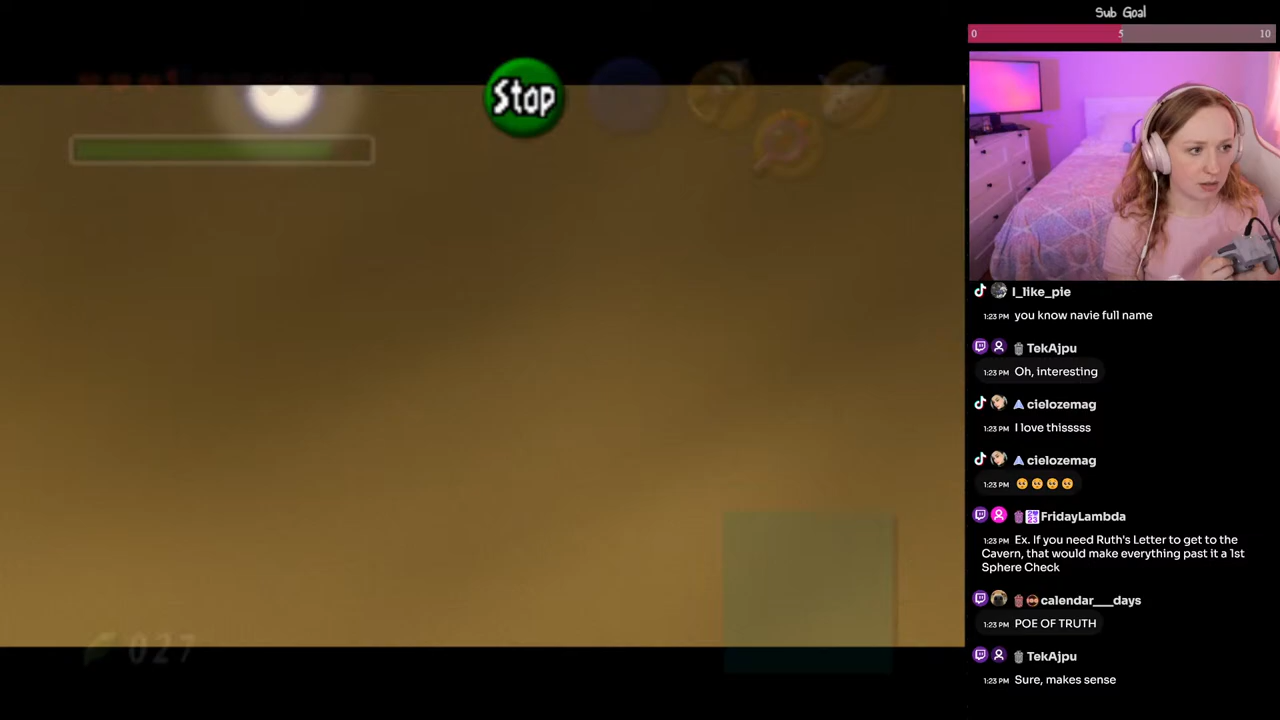 Sub Goal
0 5 10
Stop
I_like_pie
1:23 PM you know navie full name
TekAjpu
1:23 PM Oh, interesting
cielozemag
1:23 PM I love thisssss
cielozemag
1:23 PM 🥺🥺🥺🥺
FridayLambda
1:23 PM Ex. If you need Ruth's Letter to get to the
Cavern, that would make everything past it a 1st
Sphere Check
calendar___days
1:23 PM POE OF TRUTH
TekAjpu
1:23 PM Sure, makes sense
027